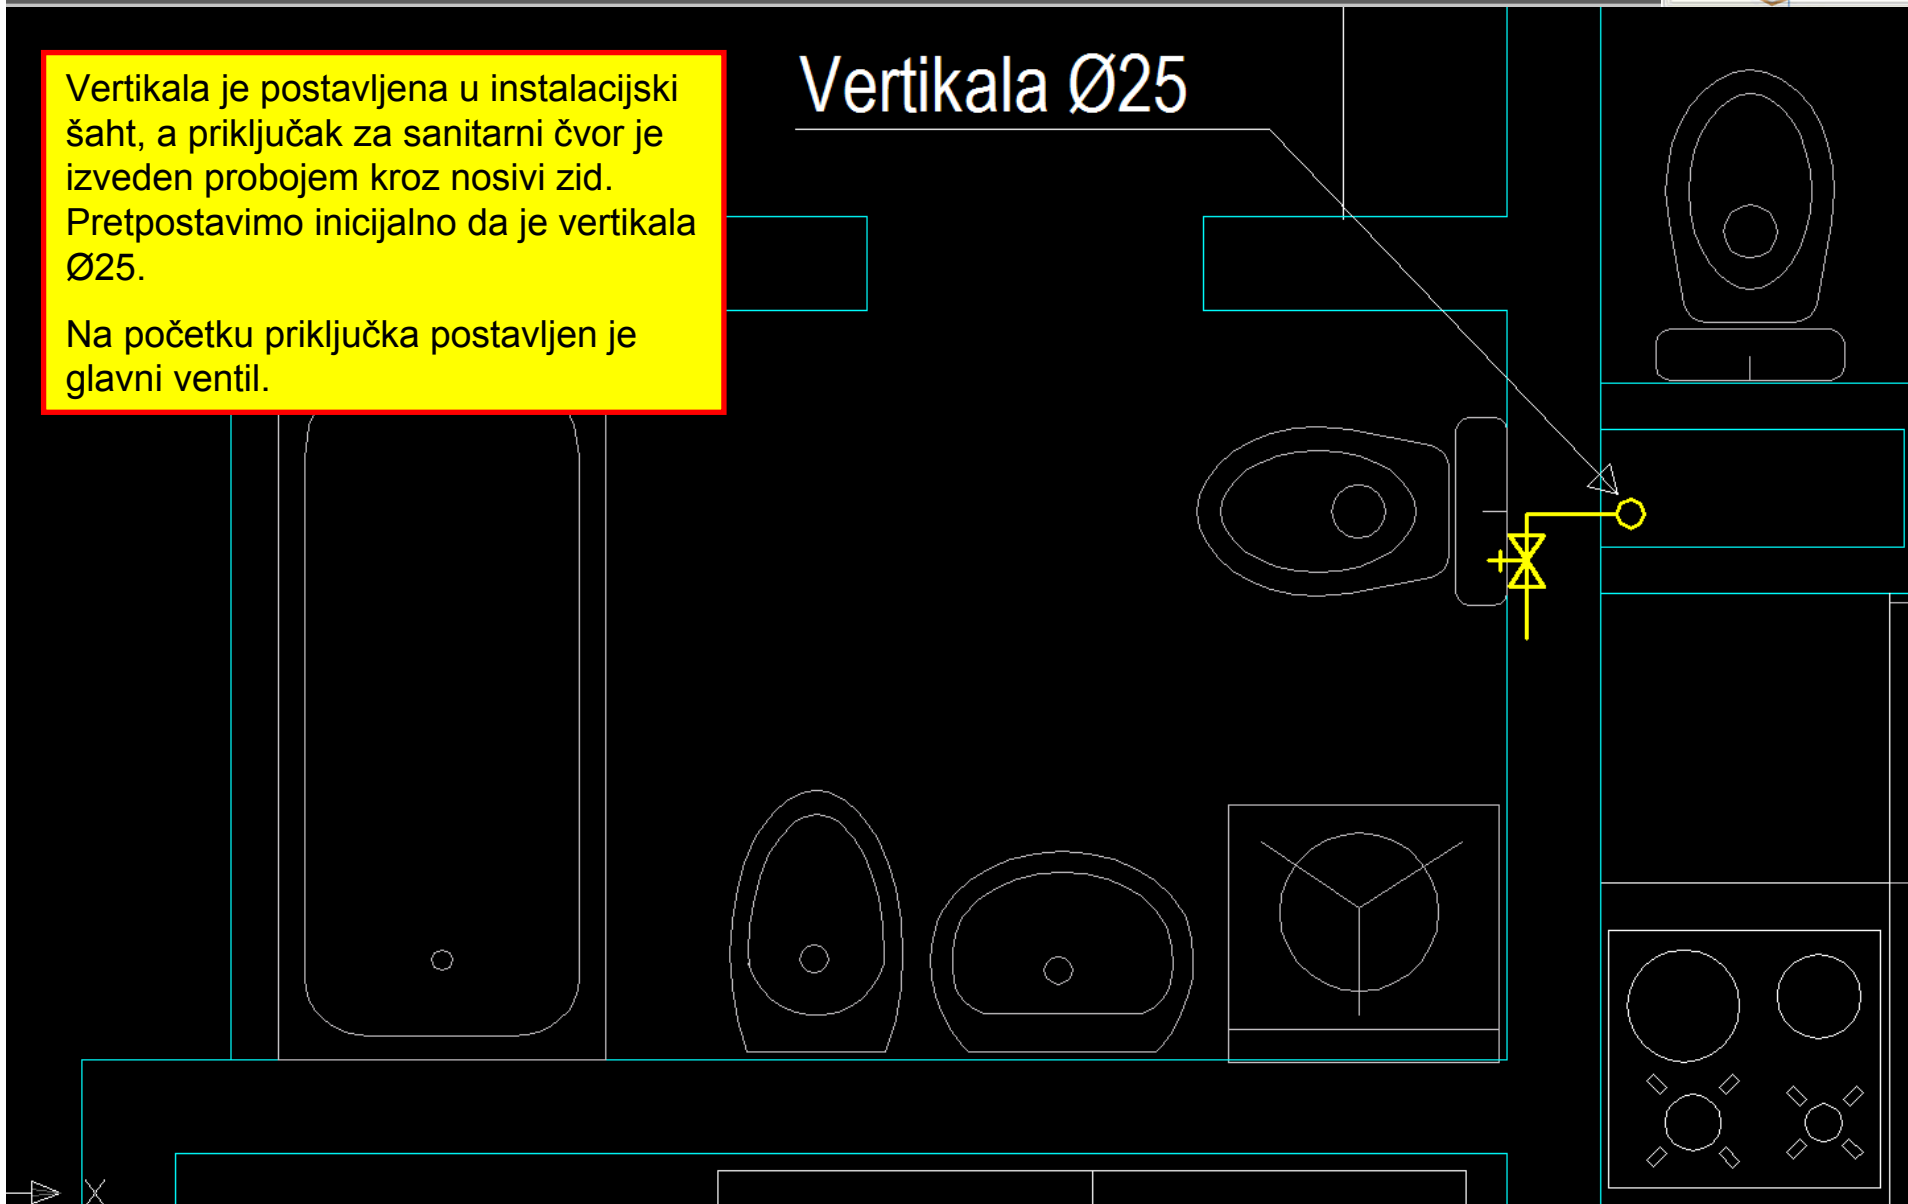 Vertikala je postavljena u instalacijski
šaht, a priključak za sanitarni čvor je
izveden probojem kroz nosivi zid.
Pretpostavimo inicijalno da je vertikala
Ø25.
Na početku priključka postavljen je
glavni ventil.
Vertikala Ø25
X